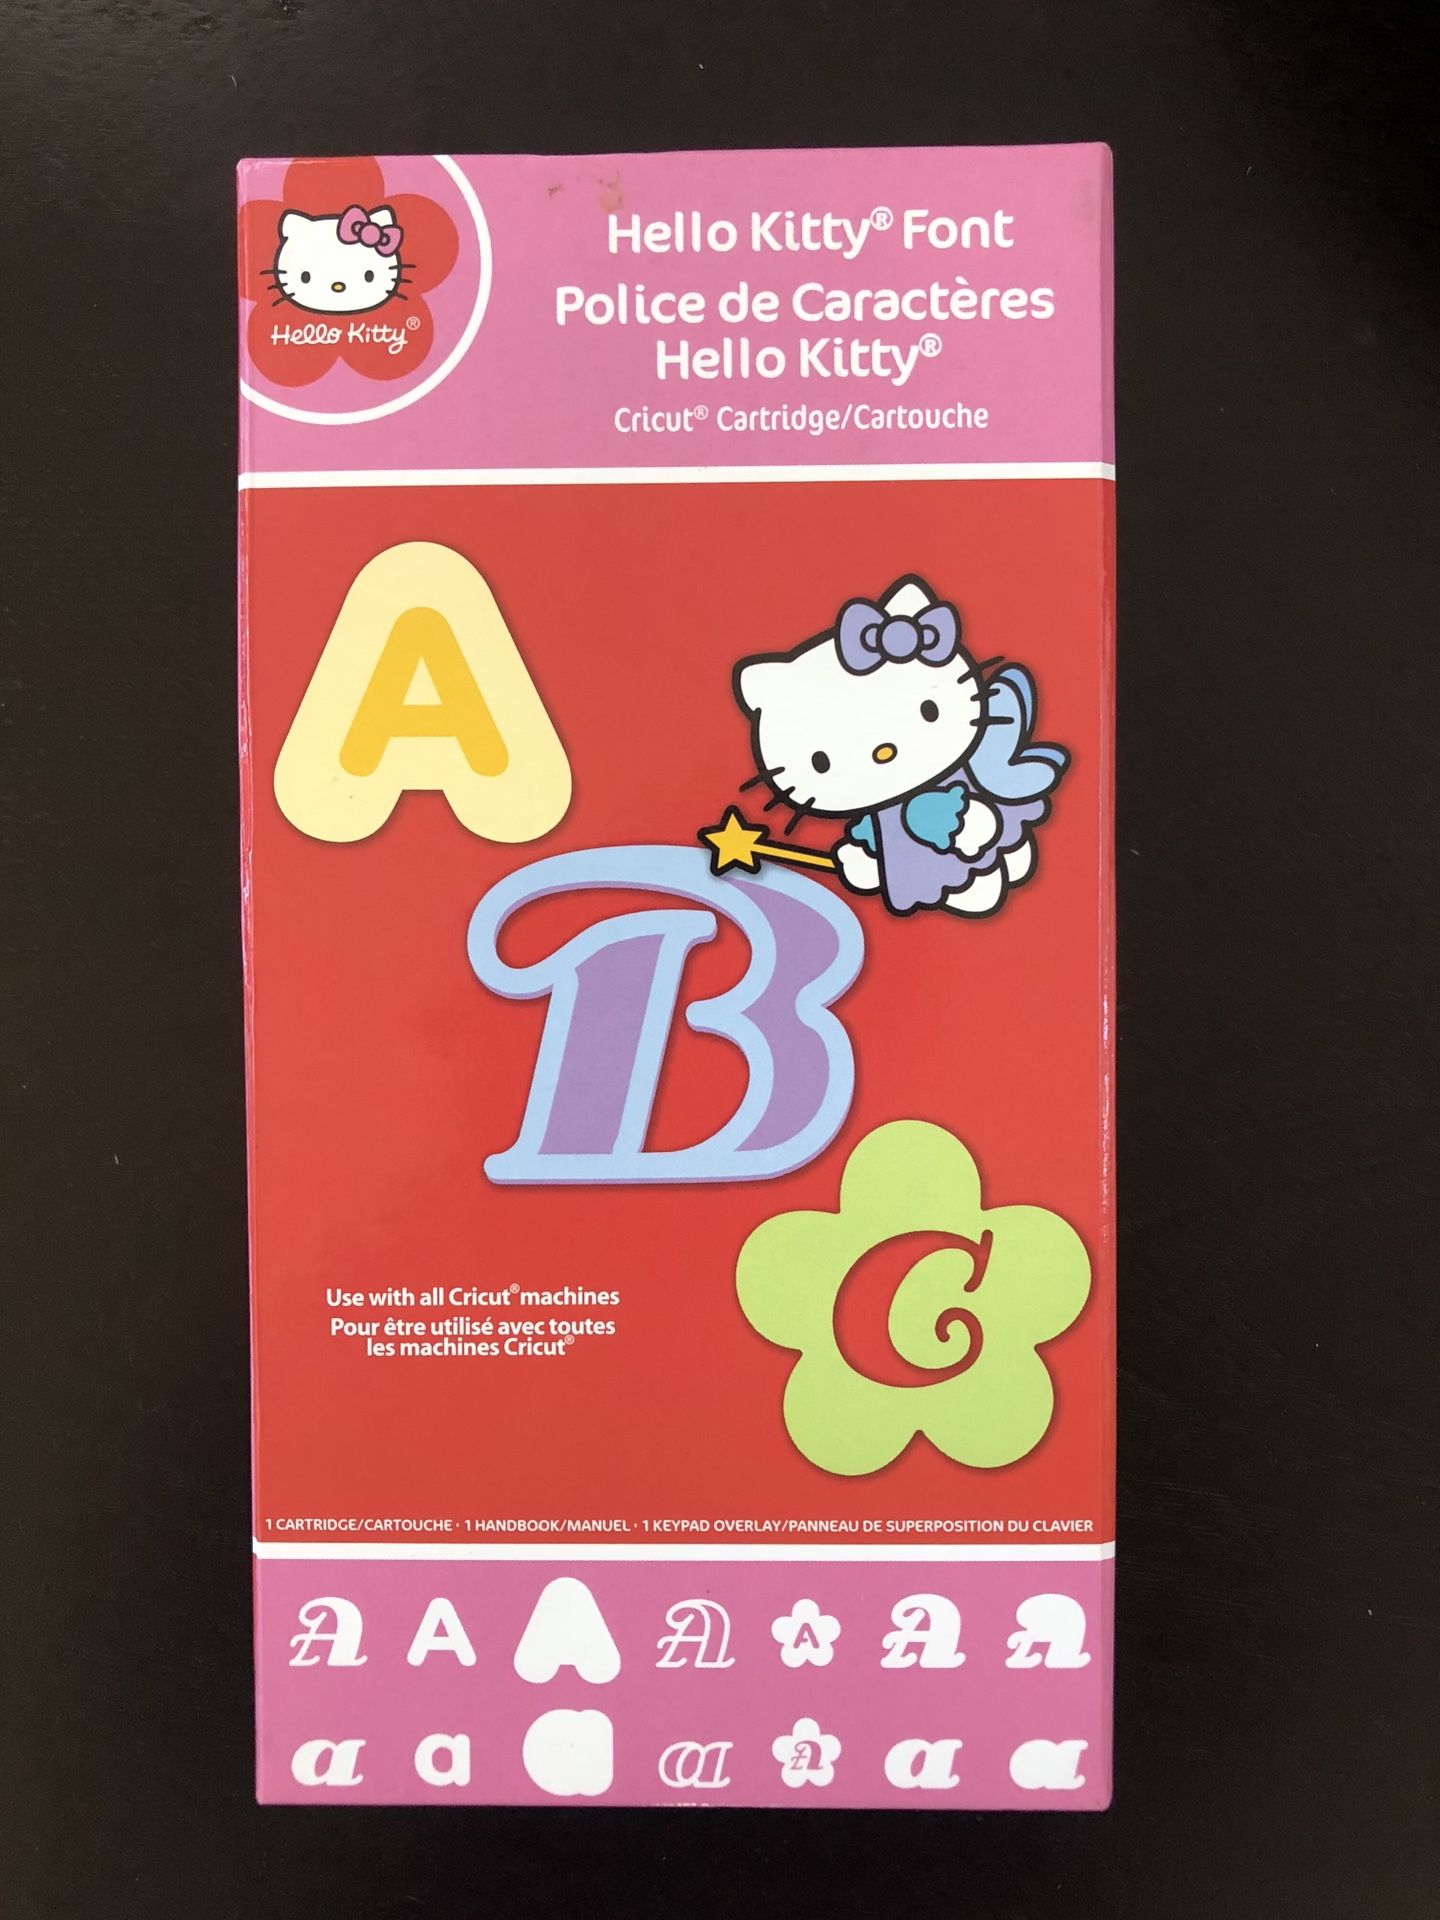 Hello Kitty®
Hello Kitty® Font
Police de Caractères
Hello Kitty®
Cricut® Cartridge/Cartouche
A
B
C
Use with all Cricut® machines
Pour être utilisé avec toutes
les machines Cricut®
1 CARTRIDGE/CARTOUCHE · 1 HANDBOOK/MANUEL · 1 KEYPAD OVERLAY/PANNEAU DE SUPERPOSITION DU CLAVIER
A A A A A A A
a a a a A a a